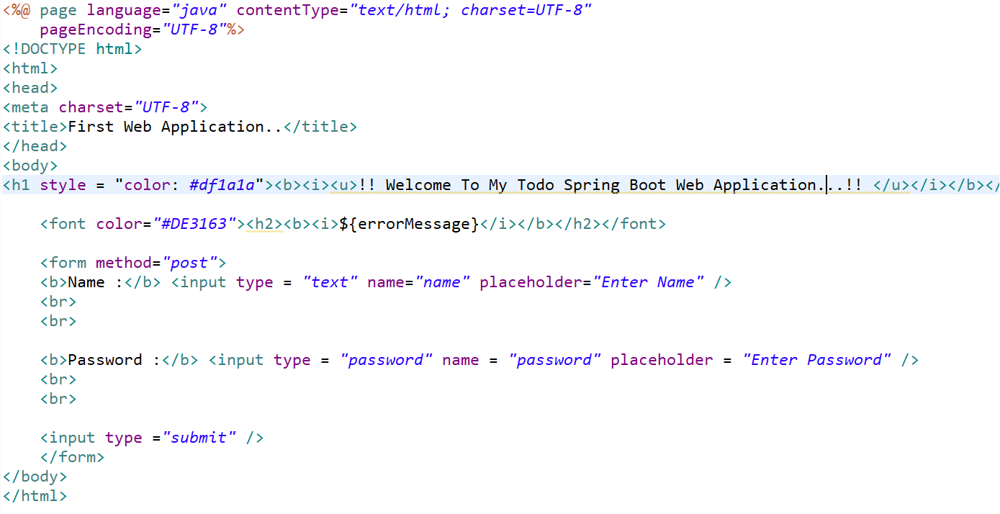 <%@ page language="java" contentType="text/html; charset=UTF-8"
    pageEncoding="UTF-8"%>
<!DOCTYPE html>
<html>
<head>
<meta charset="UTF-8">
<title>First Web Application..</title>
</head>
<body>
<h1 style = "color: #df1a1a"><b><i><u>!! Welcome To My Todo Spring Boot Web Application...!! </u></i></b></
    <font color="#DE3163"><h2><b><i>${errorMessage}</i></b></h2></font>
    <form method="post">
    <b>Name :</b> <input type = "text" name="name" placeholder="Enter Name" />
    <br>
    <br>
    <b>Password :</b> <input type = "password" name = "password" placeholder = "Enter Password" />
    <br>
    <br>
    <input type ="submit" />
    </form>
</body>
</html>